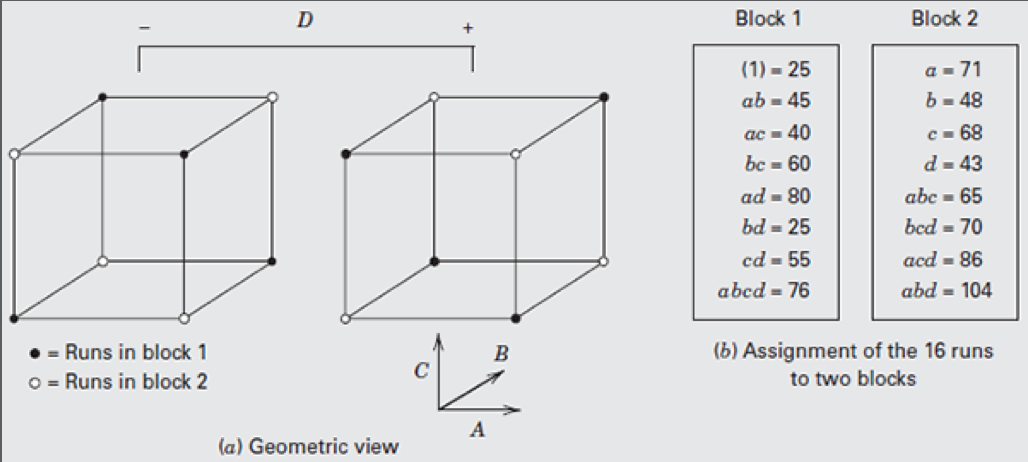 D
− +
● = Runs in block 1
○ = Runs in block 2
C
B
A
(a) Geometric view
Block 1
(1) = 25
ab = 45
ac = 40
bc = 60
ad = 80
bd = 25
cd = 55
abcd = 76
Block 2
a = 71
b = 48
c = 68
d = 43
abc = 65
bcd = 70
acd = 86
abd = 104
(b) Assignment of the 16 runs
to two blocks